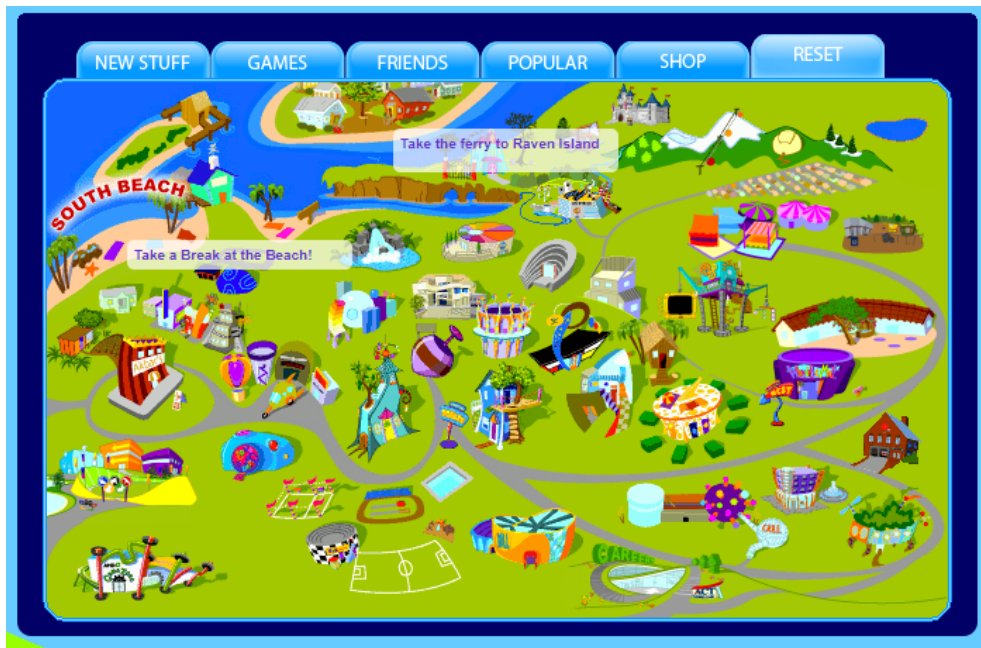 NEW STUFF
GAMES
FRIENDS
POPULAR
SHOP
RESET
Take the ferry to Raven Island
SOUTH BEACH
Take a Break at the Beach!
CAREER